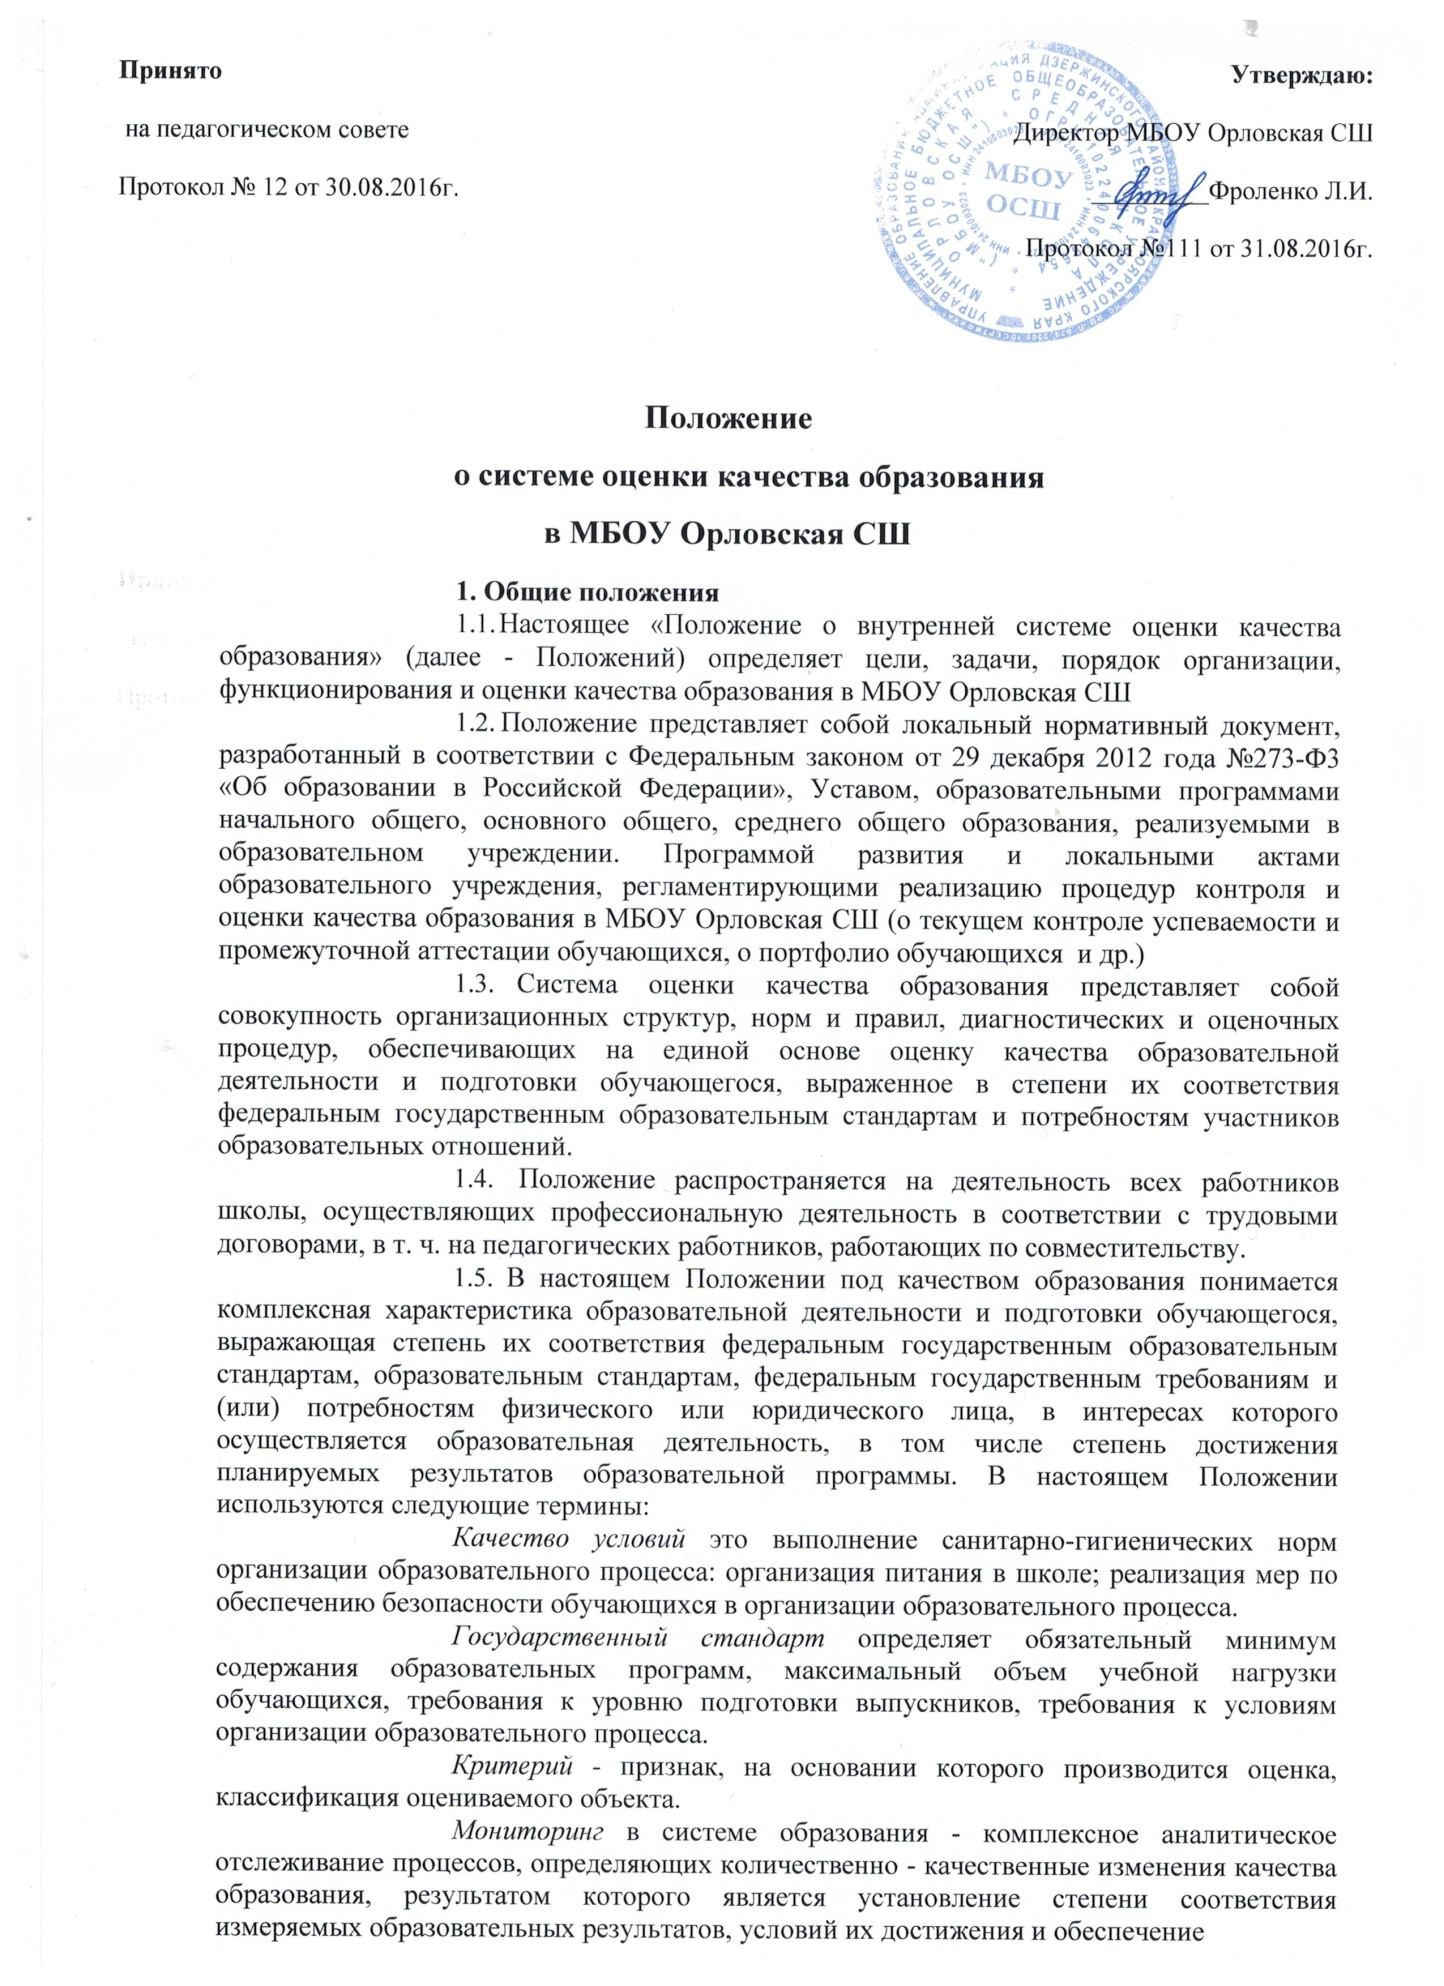 Принято
Утверждаю:
на педагогическом совете
Директор МБОУ Орловская СШ
Протокол № 12 от 30.08.2016г.
_________Фроленко Л.И.
Протокол №111 от 31.08.2016г.
МБОУ
ОСШ
Положение
о системе оценки качества образования
в МБОУ Орловская СШ
1. Общие положения
1.1. Настоящее «Положение о внутренней системе оценки качества
образования» (далее - Положений) определяет цели, задачи, порядок организации,
функционирования и оценки качества образования в МБОУ Орловская СШ
1.2. Положение представляет собой локальный нормативный документ,
разработанный в соответствии с Федеральным законом от 29 декабря 2012 года №273-ФЗ
«Об образовании в Российской Федерации», Уставом, образовательными программами
начального общего, основного общего, среднего общего образования, реализуемыми в
образовательном учреждении. Программой развития и локальными актами
образовательного учреждения, регламентирующими реализацию процедур контроля и
оценки качества образования в МБОУ Орловская СШ (о текущем контроле успеваемости и
промежуточной аттестации обучающихся, о портфолио обучающихся и др.)
1.3. Система оценки качества образования представляет собой
совокупность организационных структур, норм и правил, диагностических и оценочных
процедур, обеспечивающих на единой основе оценку качества образовательной
деятельности и подготовки обучающегося, выраженное в степени их соответствия
федеральным государственным образовательным стандартам и потребностям участников
образовательных отношений.
1.4. Положение распространяется на деятельность всех работников
школы, осуществляющих профессиональную деятельность в соответствии с трудовыми
договорами, в т. ч. на педагогических работников, работающих по совместительству.
1.5. В настоящем Положении под качеством образования понимается
комплексная характеристика образовательной деятельности и подготовки обучающегося,
выражающая степень их соответствия федеральным государственным образовательным
стандартам, образовательным стандартам, федеральным государственным требованиям и
(или) потребностям физического или юридического лица, в интересах которого
осуществляется образовательная деятельность, в том числе степень достижения
планируемых результатов образовательной программы. В настоящем Положении
используются следующие термины:
Качество условий это выполнение санитарно-гигиенических норм
организации образовательного процесса: организация питания в школе; реализация мер по
обеспечению безопасности обучающихся в организации образовательного процесса.
Государственный стандарт определяет обязательный минимум
содержания образовательных программ, максимальный объем учебной нагрузки
обучающихся, требования к уровню подготовки выпускников, требования к условиям
организации образовательного процесса.
Критерий - признак, на основании которого производится оценка,
классификация оцениваемого объекта.
Мониторинг в системе образования - комплексное аналитическое
отслеживание процессов, определяющих количественно - качественные изменения качества
образования, результатом которого является установление степени соответствия
измеряемых образовательных результатов, условий их достижения и обеспечение